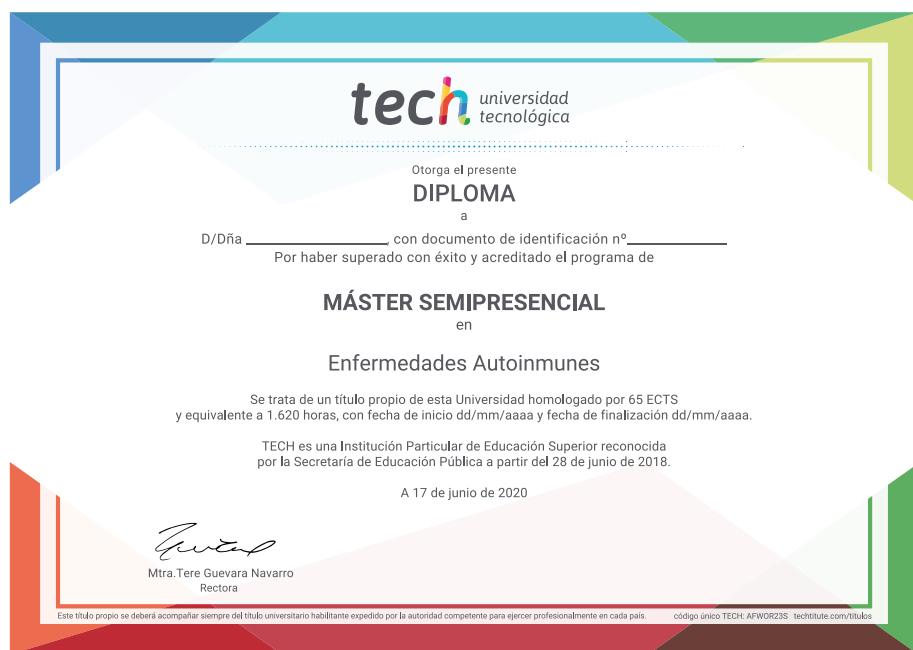 tech universidad
tecnológica
Otorga el presente
DIPLOMA
a
D/Dña ____________, con documento de identificación nº____________
Por haber superado con éxito y acreditado el programa de
MÁSTER SEMIPRESENCIAL
en
Enfermedades Autoinmunes
Se trata de un título propio de esta Universidad homologado por 65 ECTS
y equivalente a 1.620 horas, con fecha de inicio dd/mm/aaaa y fecha de finalización dd/mm/aaaa.
TECH es una Institución Particular de Educación Superior reconocida
por la Secretaría de Educación Pública a partir del 28 de junio de 2018.
A 17 de junio de 2020
Mtra.Tere Guevara Navarro
Rectora
Este título propio se deberá acompañar siempre del título universitario habilitante expedido por la autoridad competente para ejercer profesionalmente en cada país. código único TECH: AFWOR23S techtitute.com/titulos